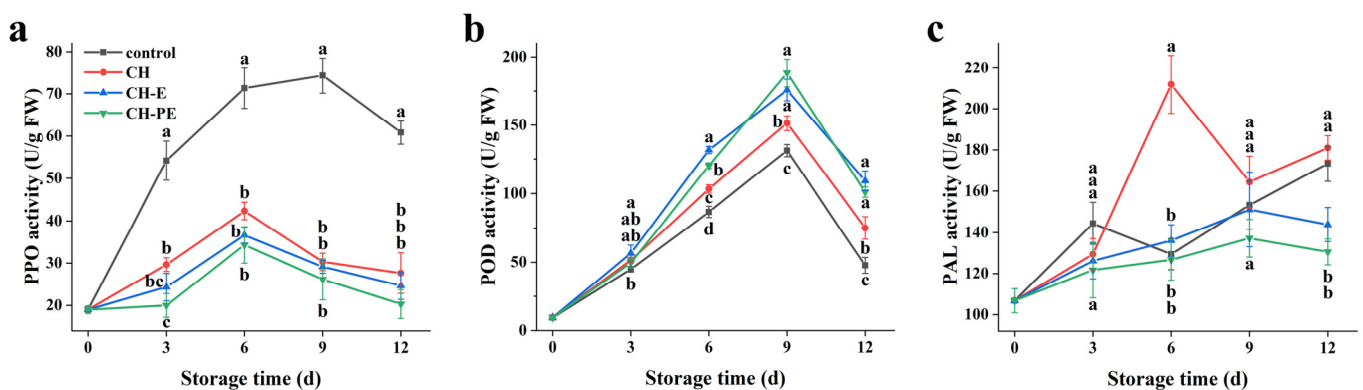 a
control
CH
CH-E
CH-PE
PPO activity (U/g FW)
80
70
60
50
40
30
20
0
3
6
9
12
Storage time (d)
a
a
a
a
b
bc
c
b
b
b
b
b
b
b
b
b
b
POD activity (U/g FW)
200
150
100
50
0
0
3
6
9
12
Storage time (d)
a
ab
ab
b
a
b
c
d
a
a
b
c
a
a
b
c
c
PAL activity (U/g FW)
220
200
180
160
140
120
100
0
3
6
9
12
Storage time (d)
a
a
a
a
a
b
b
b
a
a
a
a
a
a
b
b